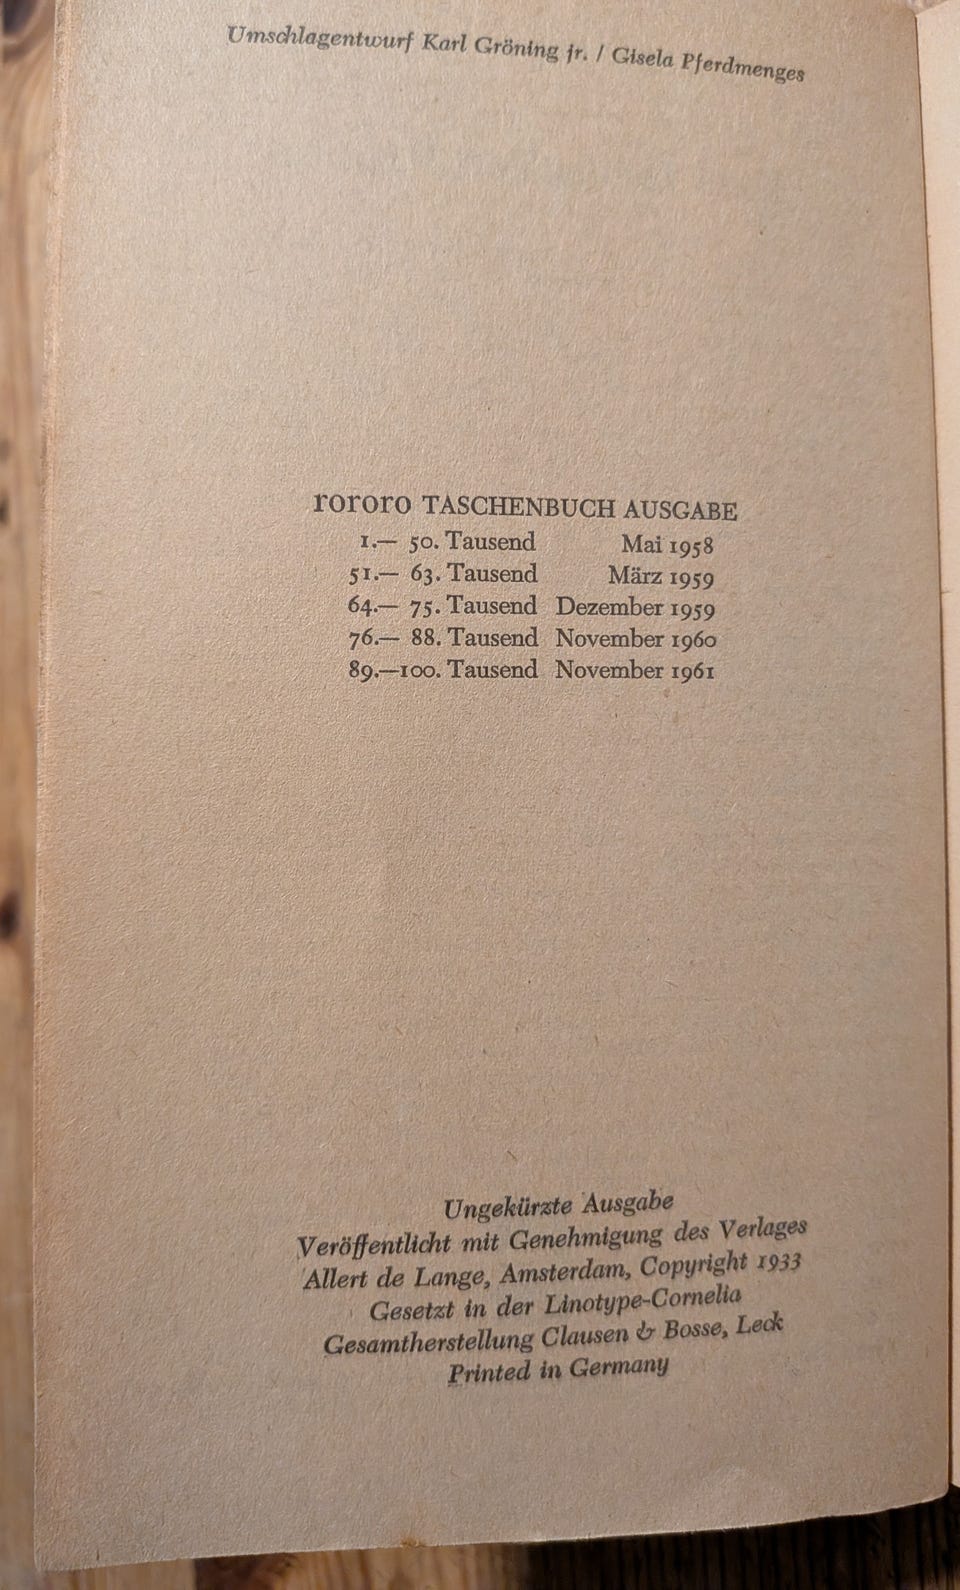 Umschlagentwurf Karl Gröning jr. / Gisela Pferdmenges
rororo TASCHENBUCH AUSGABE
1.— 50. Tausend Mai 1958
51.— 63. Tausend März 1959
64.— 75. Tausend Dezember 1959
76.— 88. Tausend November 1960
89.—100. Tausend November 1961
Ungekürzte Ausgabe
Veröffentlicht mit Genehmigung des Verlages
Allert de Lange, Amsterdam, Copyright 1933
Gesetzt in der Linotype-Cornelia
Gesamtherstellung Clausen & Bosse, Leck
Printed in Germany